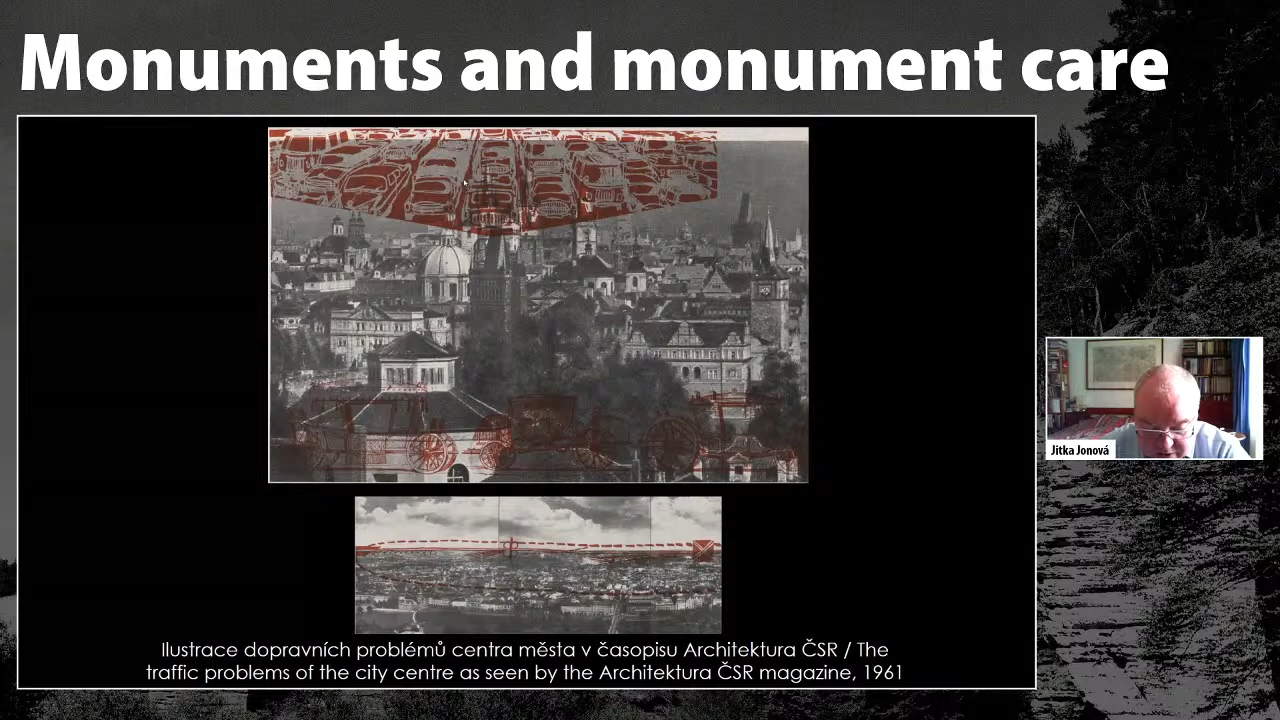 Monuments and monument care
Jitka Jonová
Ilustrace dopravních problémů centra města v časopisu Architektura ČSR / The
traffic problems of the city centre as seen by the Architektura ČSR magazine, 1961